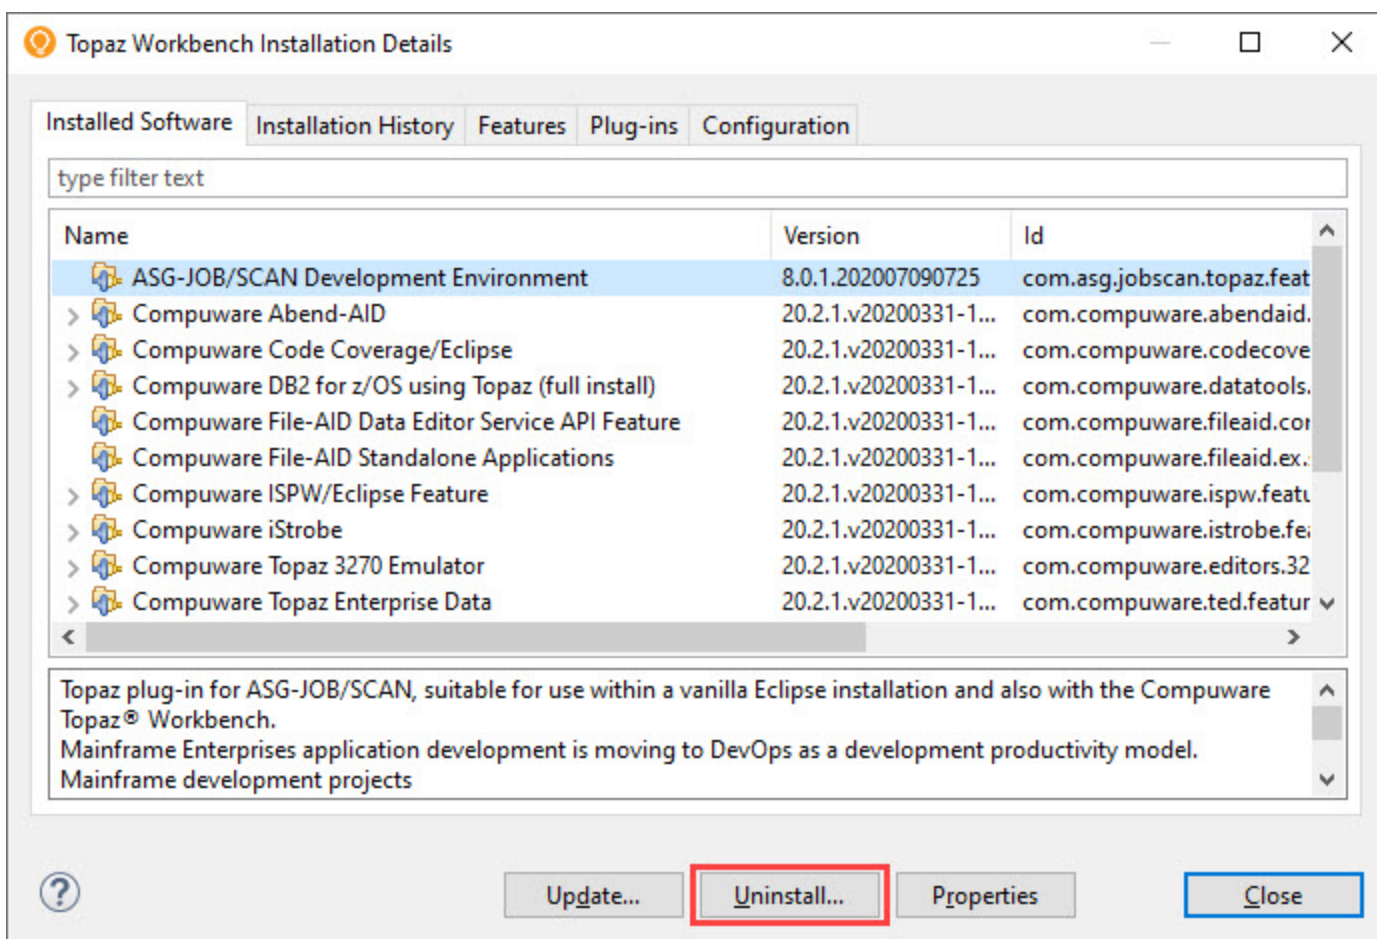 Topaz Workbench Installation Details
Installed Software Installation History Features Plug-ins Configuration
type filter text
Name Version Id
ASG-JOB/SCAN Development Environment 8.0.1.202007090725 com.asg.jobscan.topaz.feat
Compuware Abend-AID 20.2.1.v20200331-1... com.compuware.abendaid.
Compuware Code Coverage/Eclipse 20.2.1.v20200331-1... com.compuware.codecove
Compuware DB2 for z/OS using Topaz (full install) 20.2.1.v20200331-1... com.compuware.datatools.
Compuware File-AID Data Editor Service API Feature 20.2.1.v20200331-1... com.compuware.fileaid.cor
Compuware File-AID Standalone Applications 20.2.1.v20200331-1... com.compuware.fileaid.ex.
Compuware ISPW/Eclipse Feature 20.2.1.v20200331-1... com.compuware.ispw.featu
Compuware iStrobe 20.2.1.v20200331-1... com.compuware.istrobe.fea
Compuware Topaz 3270 Emulator 20.2.1.v20200331-1... com.compuware.editors.32
Compuware Topaz Enterprise Data 20.2.1.v20200331-1... com.compuware.ted.featur
Topaz plug-in for ASG-JOB/SCAN, suitable for use within a vanilla Eclipse installation and also with the Compuware
Topaz® Workbench.
Mainframe Enterprises application development is moving to DevOps as a development productivity model.
Mainframe development projects
? Update... Uninstall... Properties Close